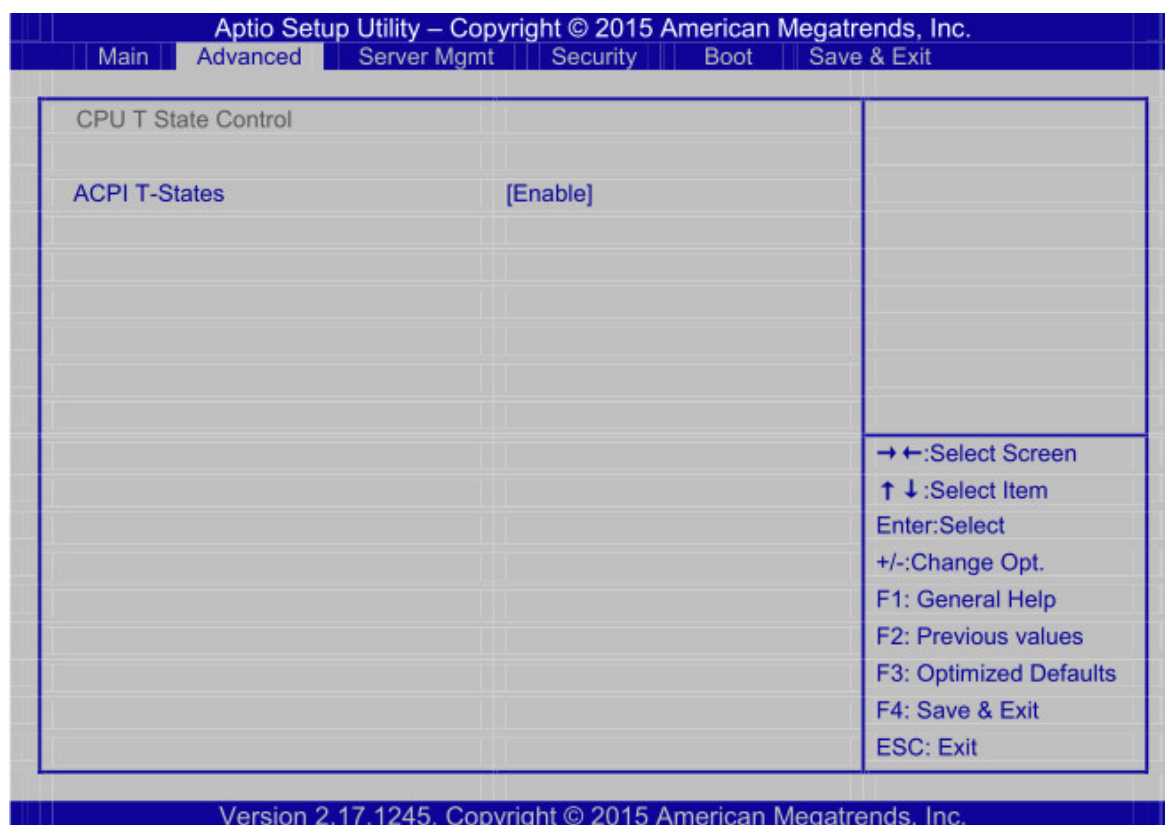 Aptio Setup Utility – Copyright © 2015 American Megatrends, Inc.
Main Advanced Server Mgmt Security Boot Save & Exit
CPU T State Control
ACPI T-States [Enable]
→←:Select Screen
↑↓:Select Item
Enter:Select
+/-:Change Opt.
F1: General Help
F2: Previous values
F3: Optimized Defaults
F4: Save & Exit
ESC: Exit
Version 2.17.1245. Copyright © 2015 American Megatrends, Inc.